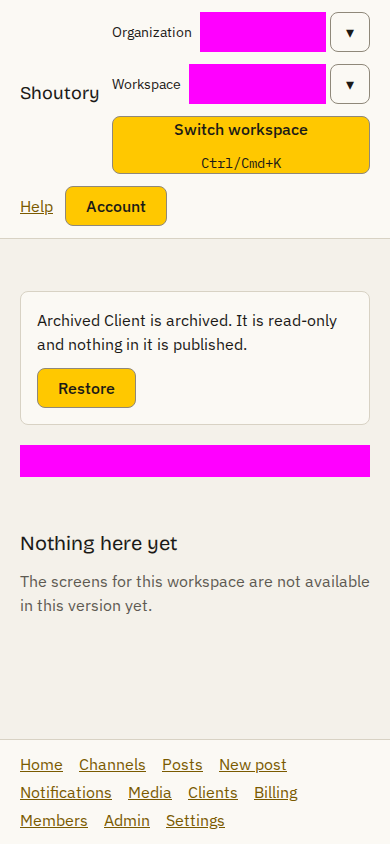 Shoutory
Organization
▼
Workspace
▼
Switch workspace
Ctrl/Cmd+K
Help
Account
Archived Client is archived. It is read-only
and nothing in it is published.
Restore
Nothing here yet
The screens for this workspace are not available
in this version yet.
Home Channels Posts New post
Notifications Media Clients Billing
Members Admin Settings